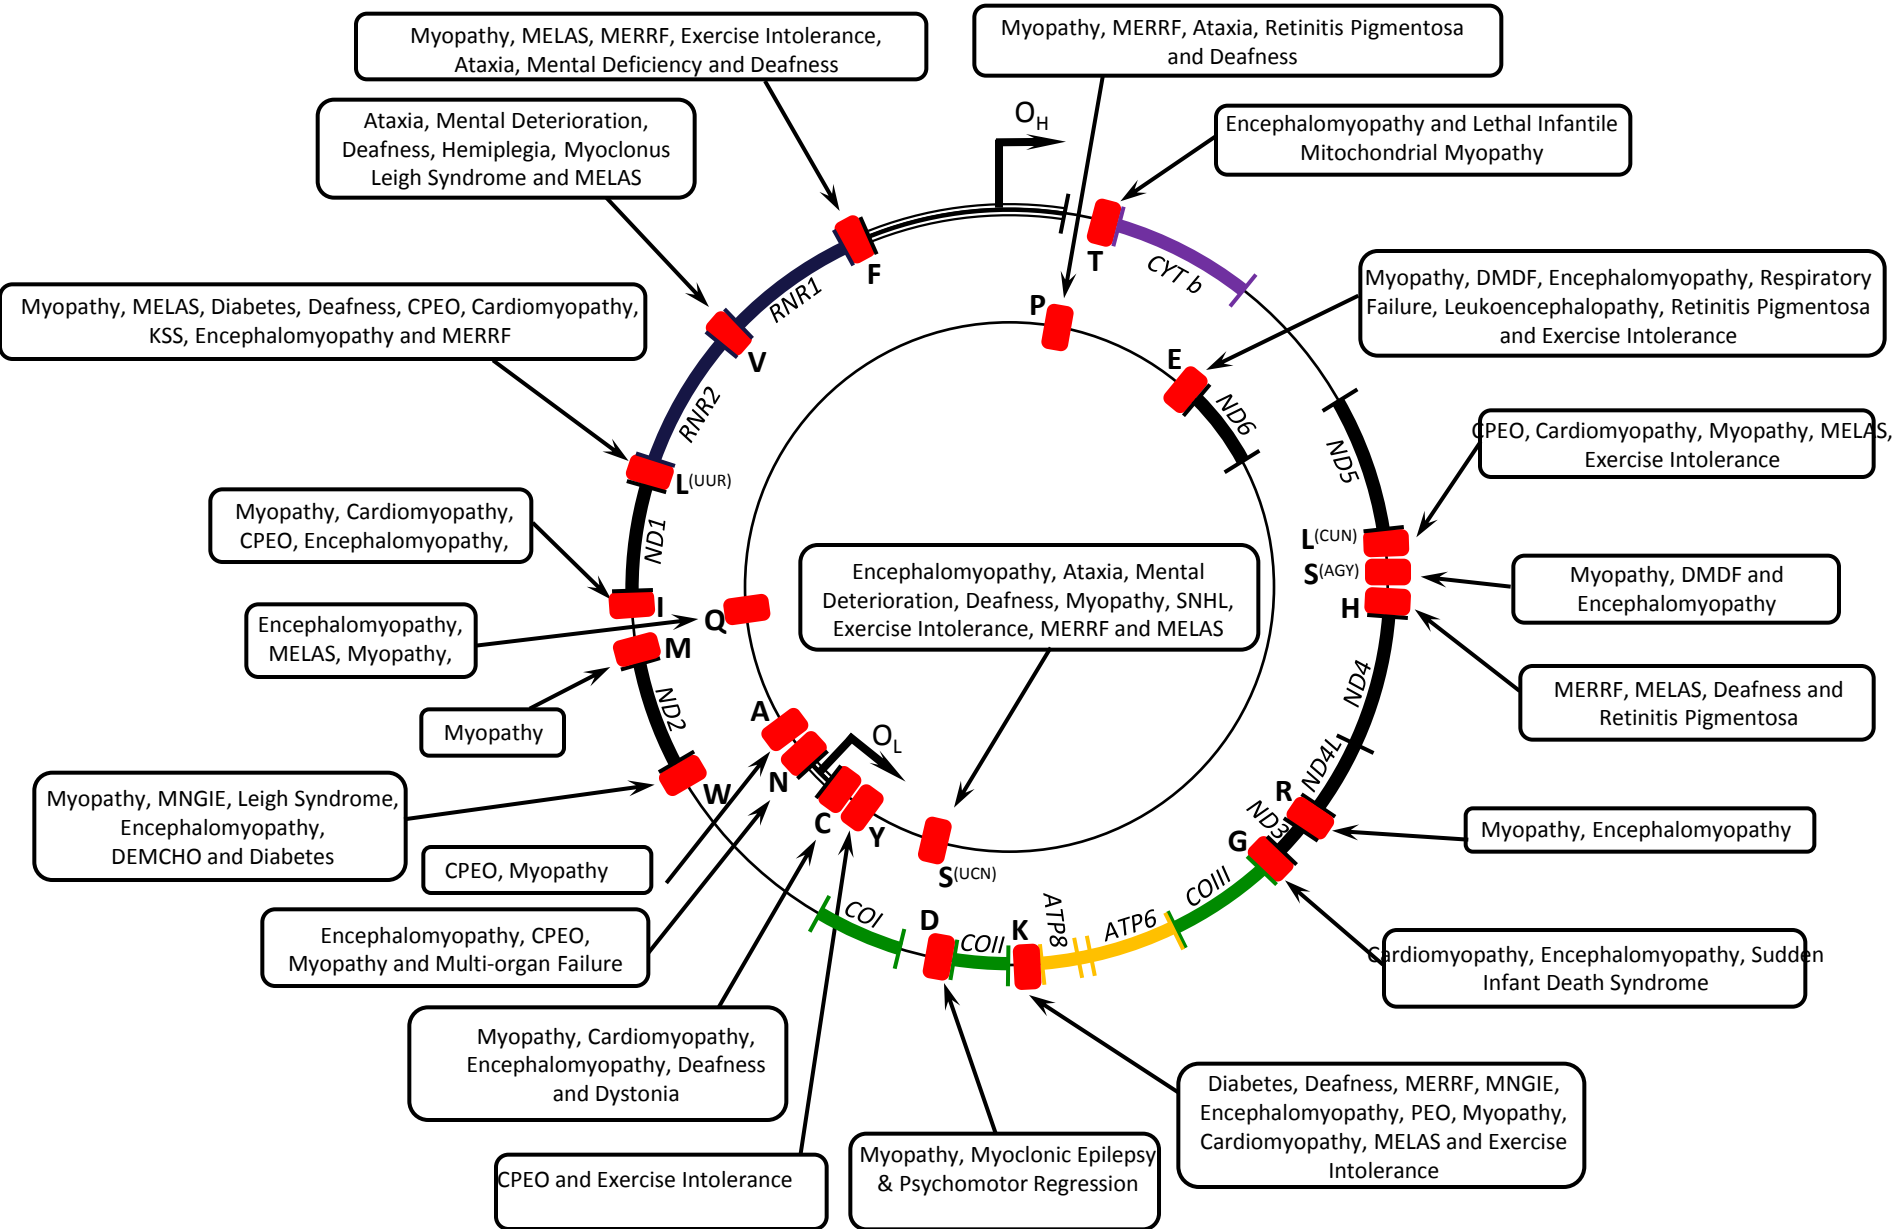 Myopathy, MELAS, MERRF, Exercise Intolerance,
Ataxia, Mental Deficiency and Deafness
Myopathy, MERRF, Ataxia, Retinitis Pigmentosa
and Deafness
Ataxia, Mental Deterioration,
Deafness, Hemiplegia, Myoclonus
Leigh Syndrome and MELAS
OH
Encephalomyopathy and Lethal Infantile
Mitochondrial Myopathy
F
T
CYT b
RNR1
P
Myopathy, DMDF, Encephalomyopathy, Respiratory
Failure, Leukoencephalopathy, Retinitis Pigmentosa
and Exercise Intolerance
Myopathy, MELAS, Diabetes, Deafness, CPEO, Cardiomyopathy,
KSS, Encephalomyopathy and MERRF
V
E
RNR2
ND6
CPEO, Cardiomyopathy, Myopathy, MELAS,
Exercise Intolerance
ND5
L(UUR)
Myopathy, Cardiomyopathy,
CPEO, Encephalomyopathy,
ND1
L(CUN)
S(AGY)
H
Myopathy, DMDF and
Encephalomyopathy
Encephalomyopathy, Ataxia, Mental
Deterioration, Deafness, Myopathy, SNHL,
Exercise Intolerance, MERRF and MELAS
I
Q
M
Encephalomyopathy,
MELAS, Myopathy,
MERRF, MELAS, Deafness and
Retinitis Pigmentosa
ND4
ND2
A
Myopathy
OL
ND4L
W
N
R
Myopathy, MNGIE, Leigh Syndrome,
Encephalomyopathy,
DEMCHO and Diabetes
C
Y
ND3
G
Myopathy, Encephalomyopathy
CPEO, Myopathy
S(UCN)
COIII
COI
D
COII
K
ATP8
ATP6
Encephalomyopathy, CPEO,
Myopathy and Multi-organ Failure
Cardiomyopathy, Encephalomyopathy, Sudden
Infant Death Syndrome
Myopathy, Cardiomyopathy,
Encephalomyopathy, Deafness
and Dystonia
Diabetes, Deafness, MERRF, MNGIE,
Encephalomyopathy, PEO, Myopathy,
Cardiomyopathy, MELAS and Exercise
Intolerance
CPEO and Exercise Intolerance
Myopathy, Myoclonic Epilepsy
& Psychomotor Regression